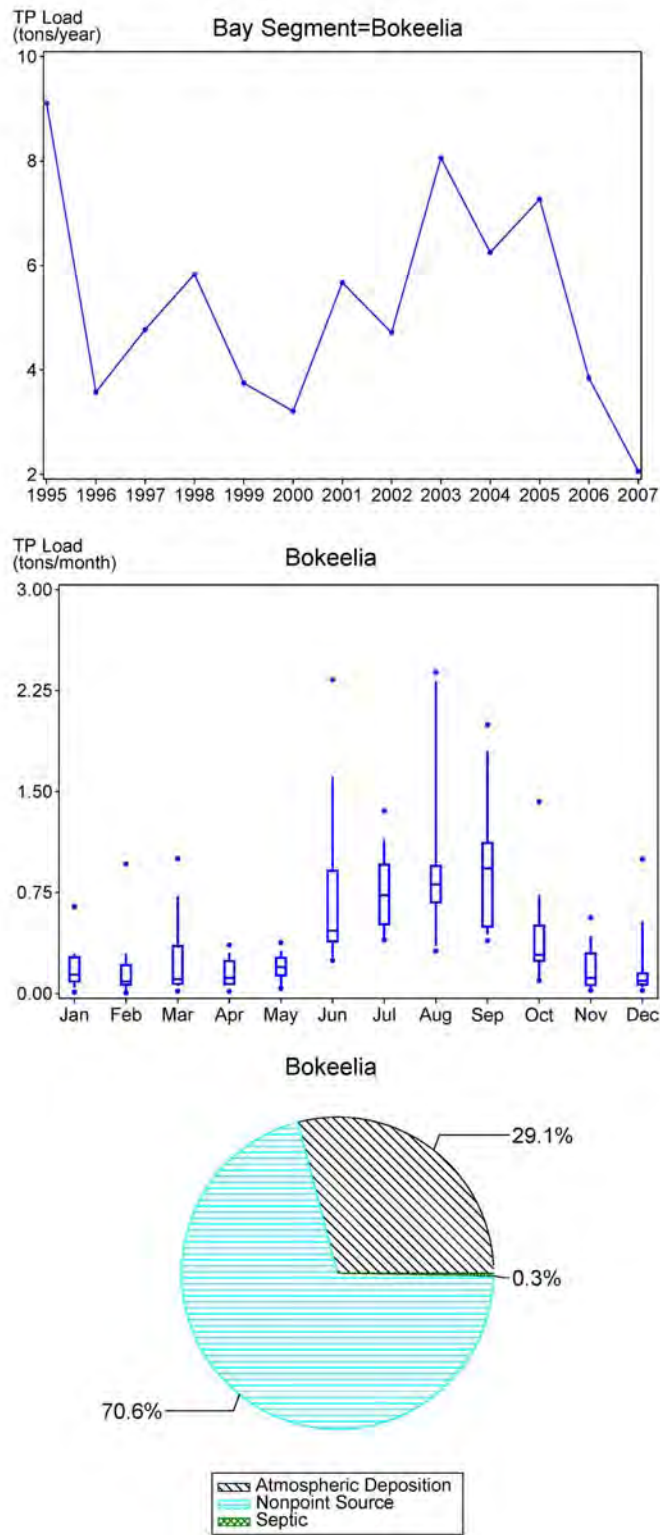 TP Load
(tons/year)
Bay Segment=Bokeelia
10
8
6
4
2
1995 1996 1997 1998 1999 2000 2001 2002 2003 2004 2005 2006 2007
TP Load
(tons/month)
Bokeelia
3.00
2.25
1.50
0.75
0.00
Jan Feb Mar Apr May Jun Jul Aug Sep Oct Nov Dec
Bokeelia
29.1%
0.3%
70.6%
Atmospheric Deposition
Nonpoint Source
Septic